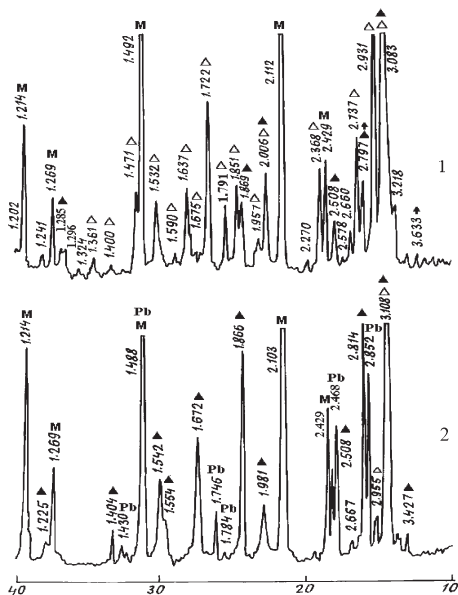 M 1.214
1.202
1.241
M 1.269
▲ 1.285
1.296
1.324
△ 1.361
△ 1.400
△ 1.471
M 1.492
△ 1.532
△ 1.590
△ 1.637
△ 1.675
△ 1.722
△ 1.791
△ 1.851
▲ 1.869
△ 1.957
▲ △ 2.006
M 2.112
2.270
△ 2.368
M 2.429
▲ 2.508
2.578
2.660
△ 2.737
▲ + 2.797
△ 2.931
▲ △ 3.083
3.218
+ 3.633
1
M 1.214
▲ 1.225
M 1.269
▲ 1.404
Pb 1.430
Pb M 1.488
▲ 1.542
▲ 1.554
▲ 1.672
Pb 1.746
Pb 1.784
▲ 1.866
▲ 1.981
M 2.103
M 2.429
Pb 2.468
▲ 2.508
2.667
▲ 2.814
Pb 2.852
△ 2.955
▲ △ 3.108
▲ 3.427
2
40 30 20 10